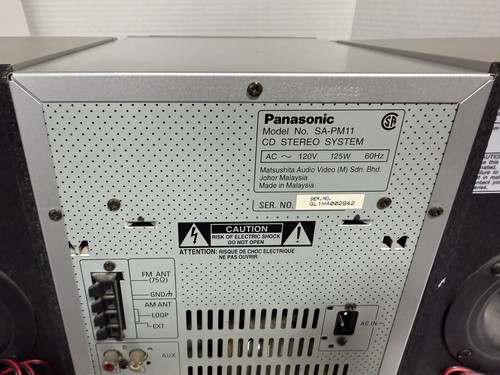 Panasonic
Model No. SA-PM11
CD STEREO SYSTEM
AC ~ 120V 125W 60Hz
Matsushita Audio Video (M) Sdn. Bhd.
Johor Malaysia
Made in Malaysia
SER. NO.
SER.NO.
GL1HA002942
SA
CAUTION
RISK OF ELECTRIC SHOCK
DO NOT OPEN
ATTENTION: RISQUE DE CHOC ELECTRIQUE
NE PAS OUVRIR.
FM ANT
(75Ω)
GND
AM ANT
LOOP
EXT
AUX
AC IN